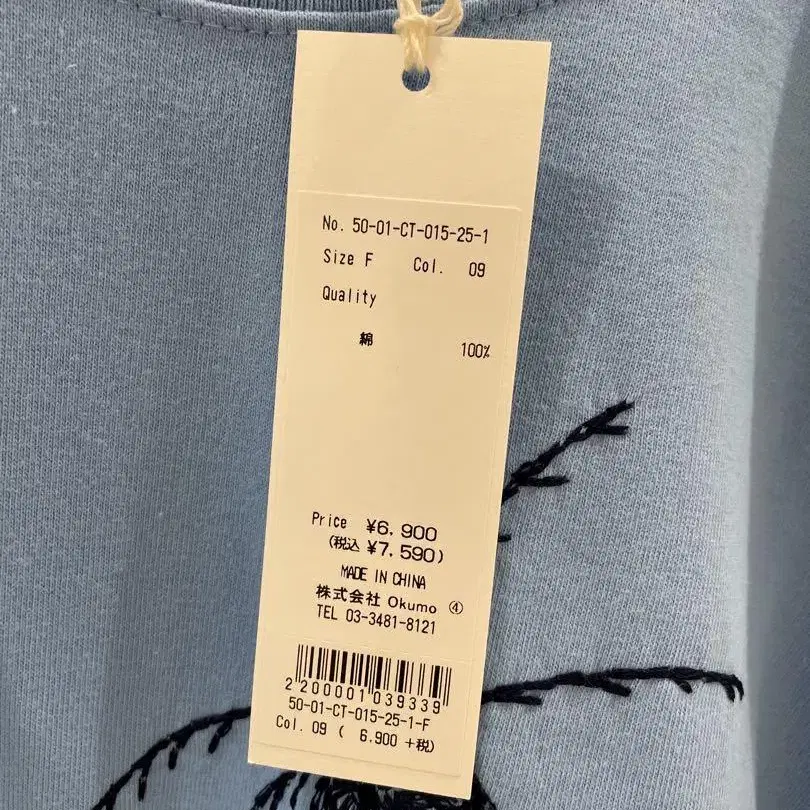 No. 50-01-CT-015-25-1
Size F Col. 09
Quality
綿 100%
Price ¥6,900
(税込 ¥7,590)
MADE IN CHINA
株式会社 Okumo ④
TEL 03-3481-8121
2200001039339
50-01-CT-015-25-1-F
Col. 09 ( 6,900 +税)